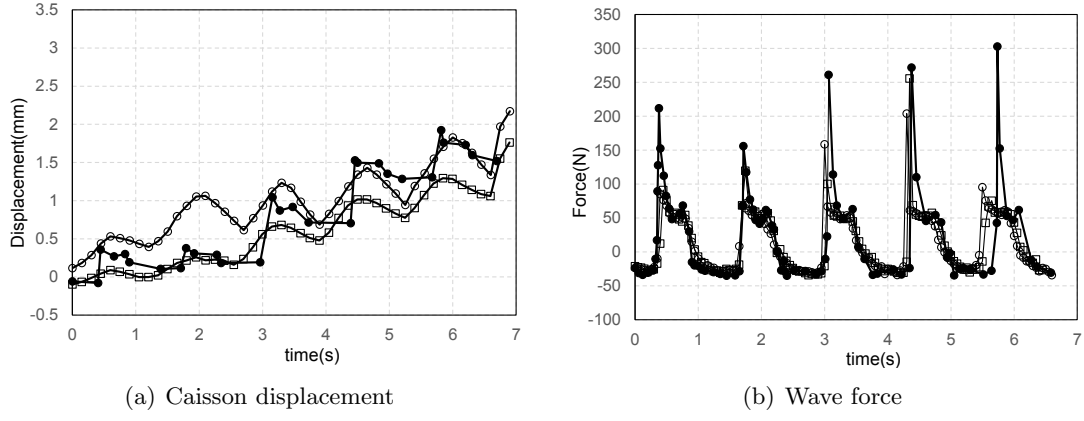 3.5
3
2.5
2
1.5
1
0.5
0
-0.5
Displacement(mm)
0 1 2 3 4 5 6 7
time(s)
(a) Caisson displacement
350
300
250
200
150
100
50
0
-50
-100
Force(N)
0 1 2 3 4 5 6 7
time(s)
(b) Wave force